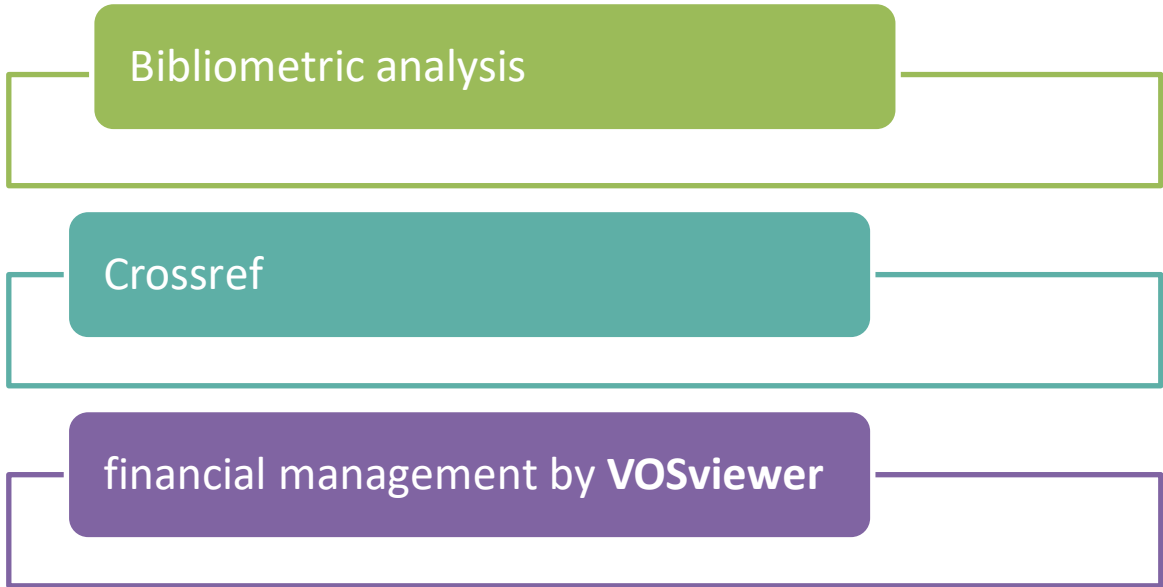 Bibliometric analysis
Crossref
financial management by VOSviewer